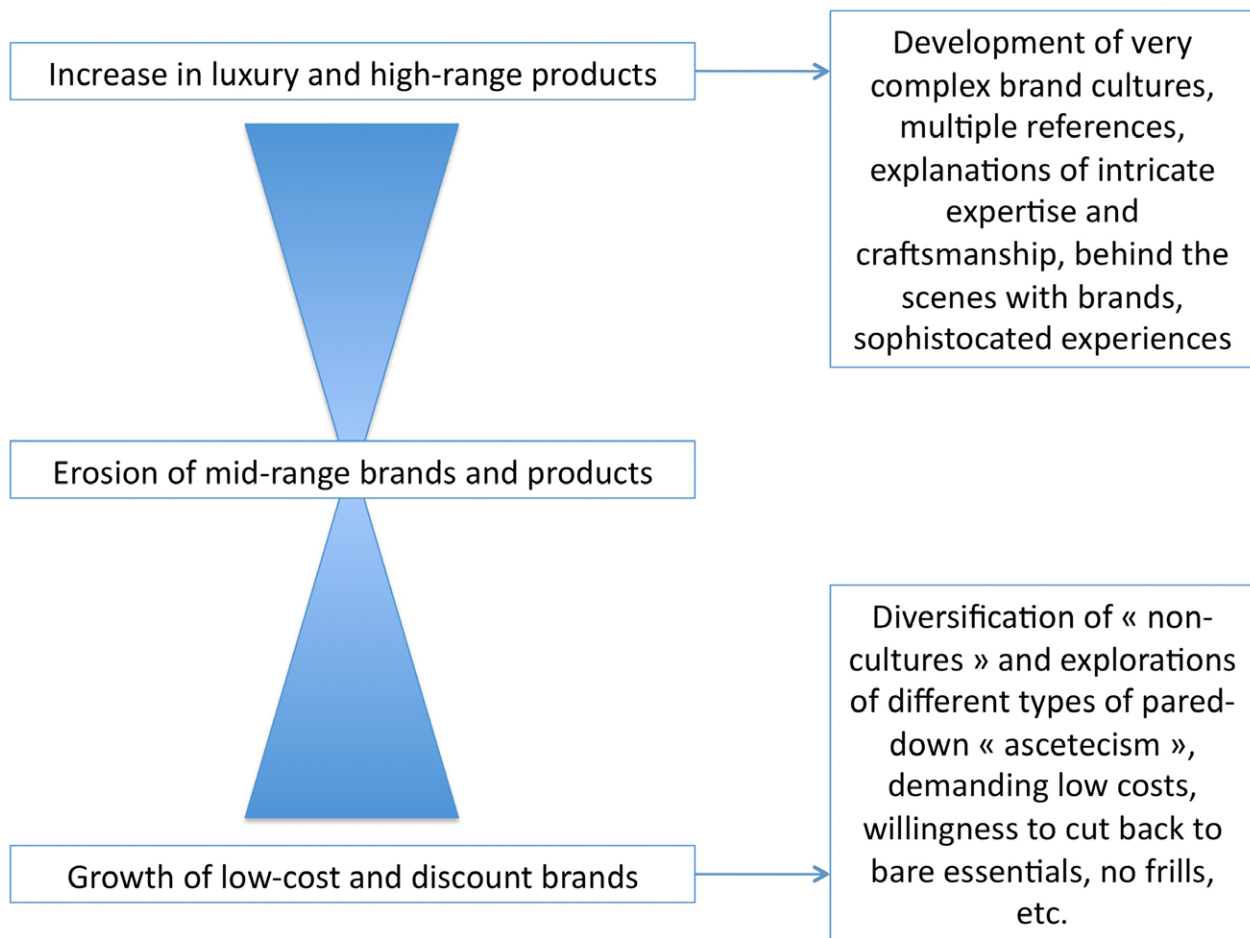 Increase in luxury and high-range products
Development of very
complex brand cultures,
multiple references,
explanations of intricate
expertise and
craftsmanship, behind the
scenes with brands,
sophistocated experiences
Erosion of mid-range brands and products
Growth of low-cost and discount brands
Diversification of « non-
cultures » and explorations
of different types of pared-
down « ascetecism »,
demanding low costs,
willingness to cut back to
bare essentials, no frills,
etc.